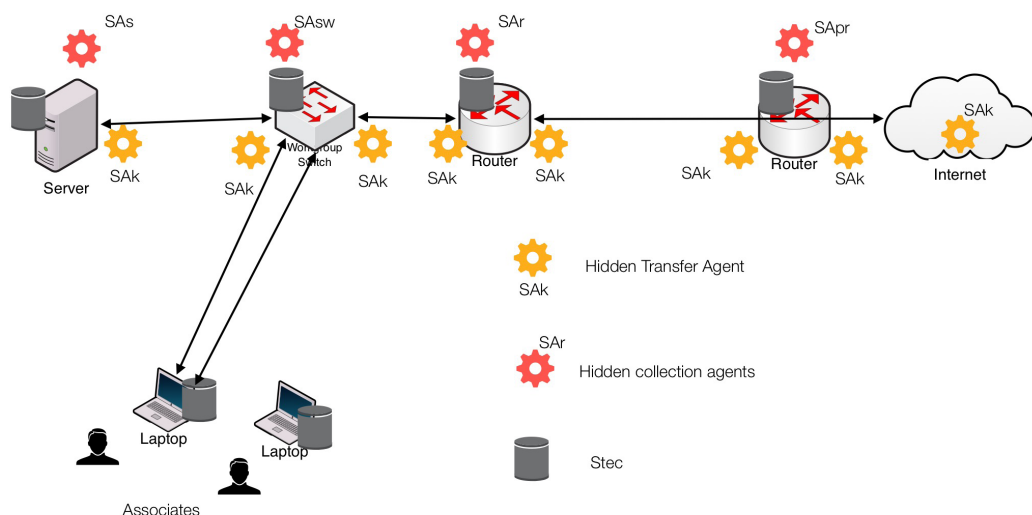 SAs
SAsw
SAr
SApr
SAk
Server
SAk
SAk
Workgroup
Switch
SAk
SAk
Router
SAk
SAk
Router
SAk
SAk
Internet
SAk
Hidden Transfer Agent
SAr
Hidden collection agents
Laptop
Laptop
Stec
Associates